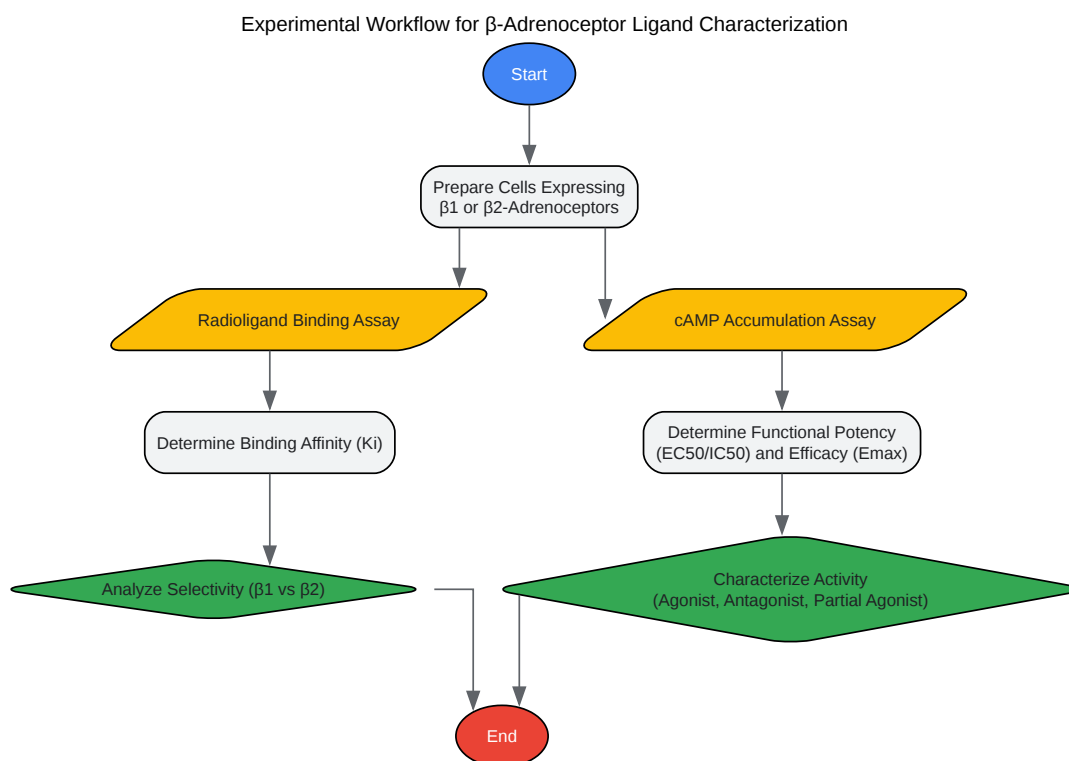 Experimental Workflow for β-Adrenoceptor Ligand Characterization
Start
Prepare Cells Expressing
β1 or β2-Adrenoceptors
Radioligand Binding Assay
cAMP Accumulation Assay
Determine Binding Affinity (Ki)
Determine Functional Potency
(EC50/IC50) and Efficacy (Emax)
Analyze Selectivity (β1 vs β2)
Characterize Activity
(Agonist, Antagonist, Partial Agonist)
End